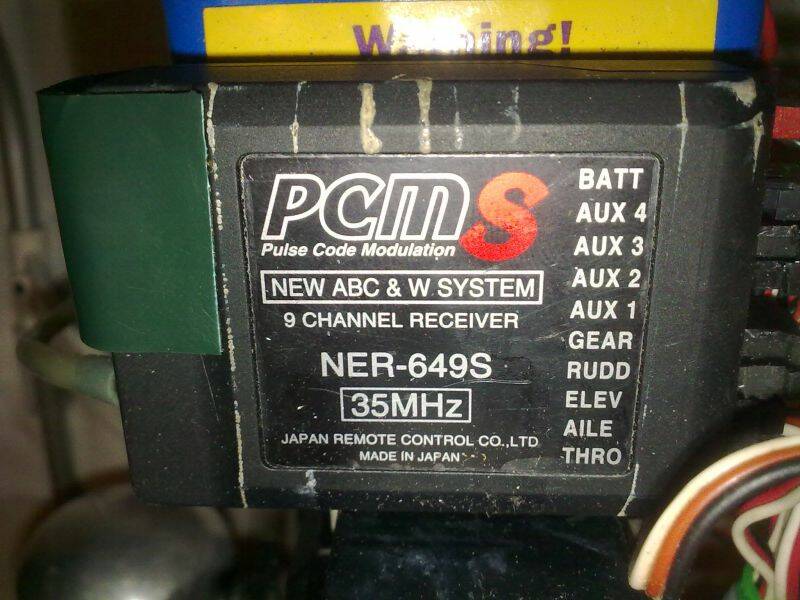 Warning!
PCM S
Pulse Code Modulation
NEW ABC & W SYSTEM
9 CHANNEL RECEIVER
NER-649S
35MHz
JAPAN REMOTE CONTROL CO.,LTD
MADE IN JAPAN
BATT
AUX 4
AUX 3
AUX 2
AUX 1
GEAR
RUDD
ELEV
AILE
THRO